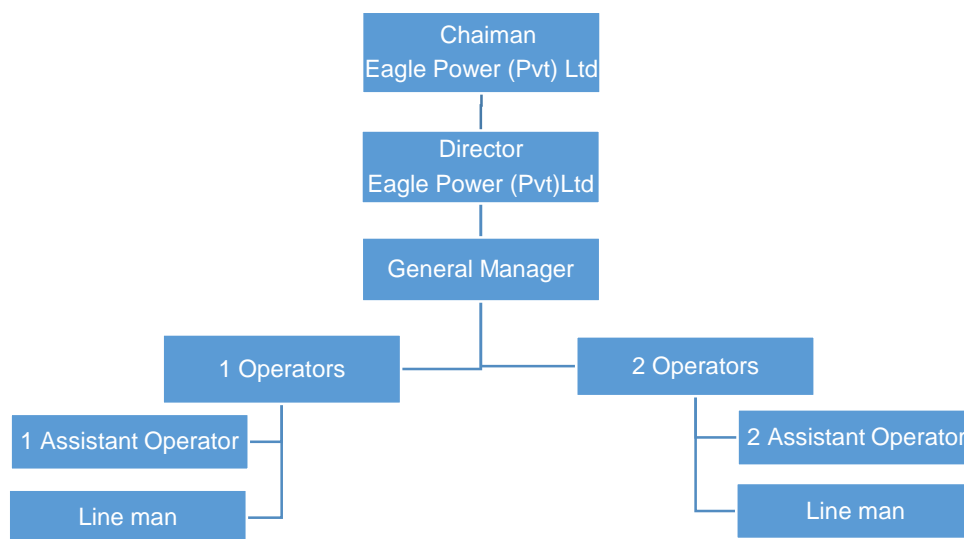 Chaiman
Eagle Power (Pvt) Ltd
Director
Eagle Power (Pvt)Ltd
General Manager
1 Operators
2 Operators
1 Assistant Operator
2 Assistant Operator
Line man
Line man